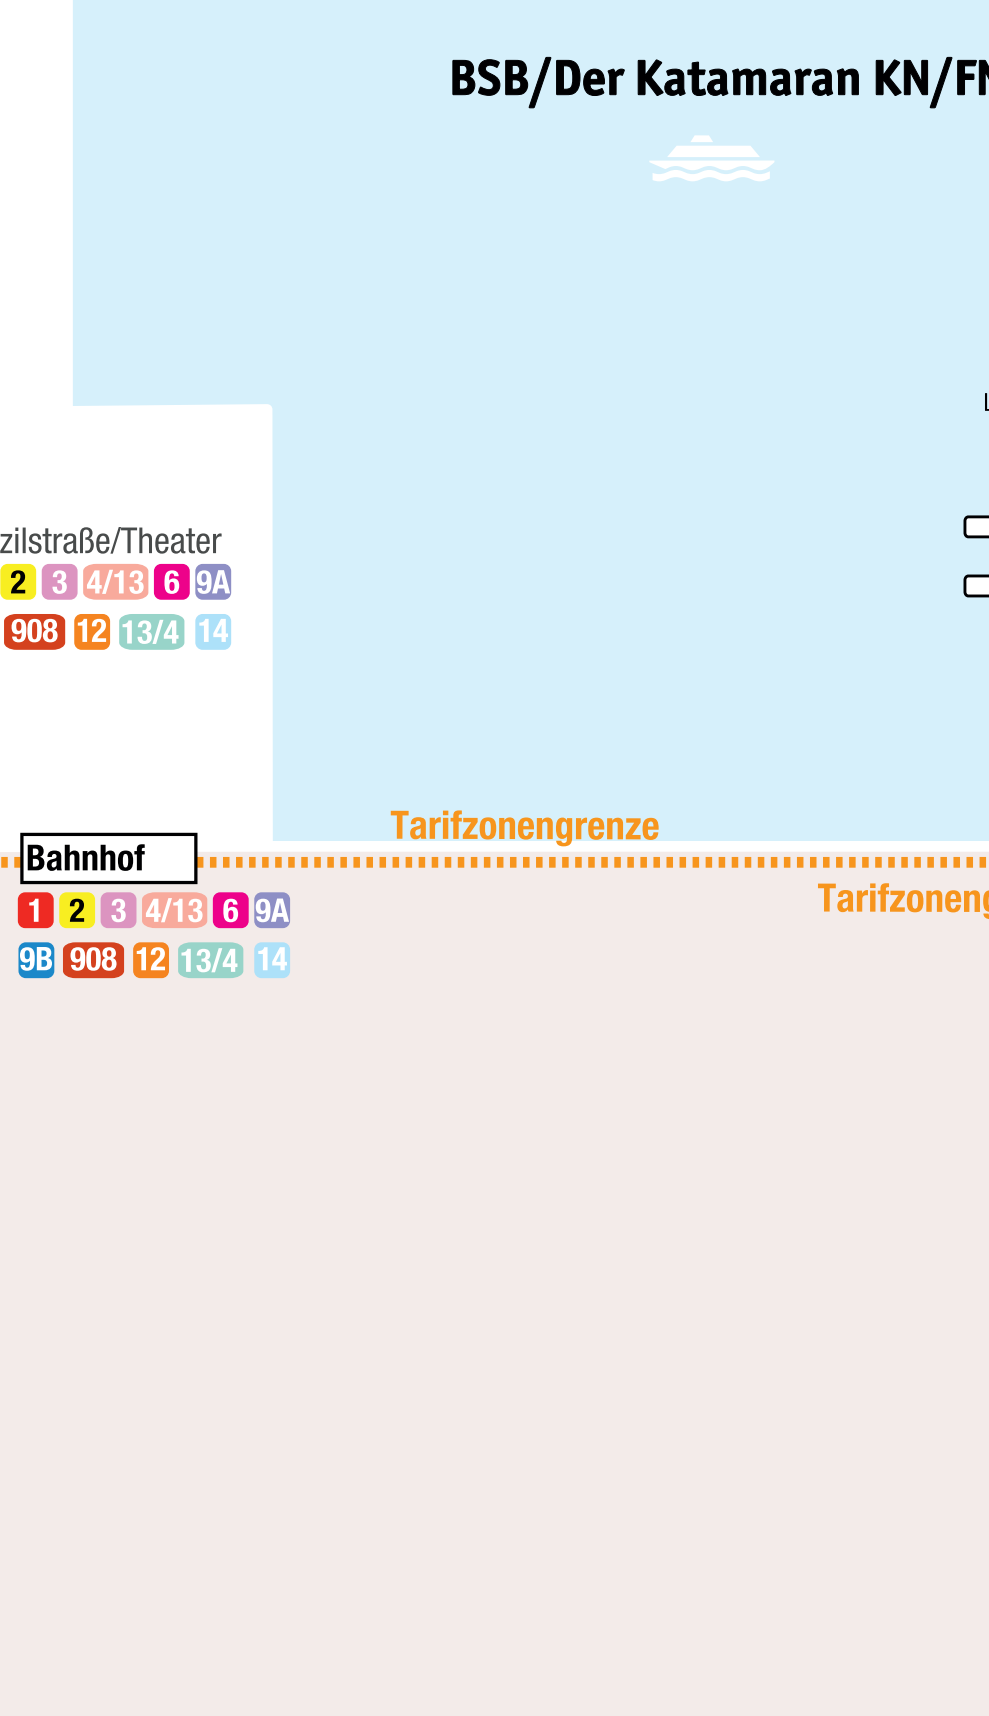 BSB/Der Katamaran KN/FN
zilstraße/Theater
2 3 4/13 6 9A
908 12 13/4 14
Tarifzonengrenze
Bahnhof
Tarifzoneng
1 2 3 4/13 6 9A
9B 908 12 13/4 14